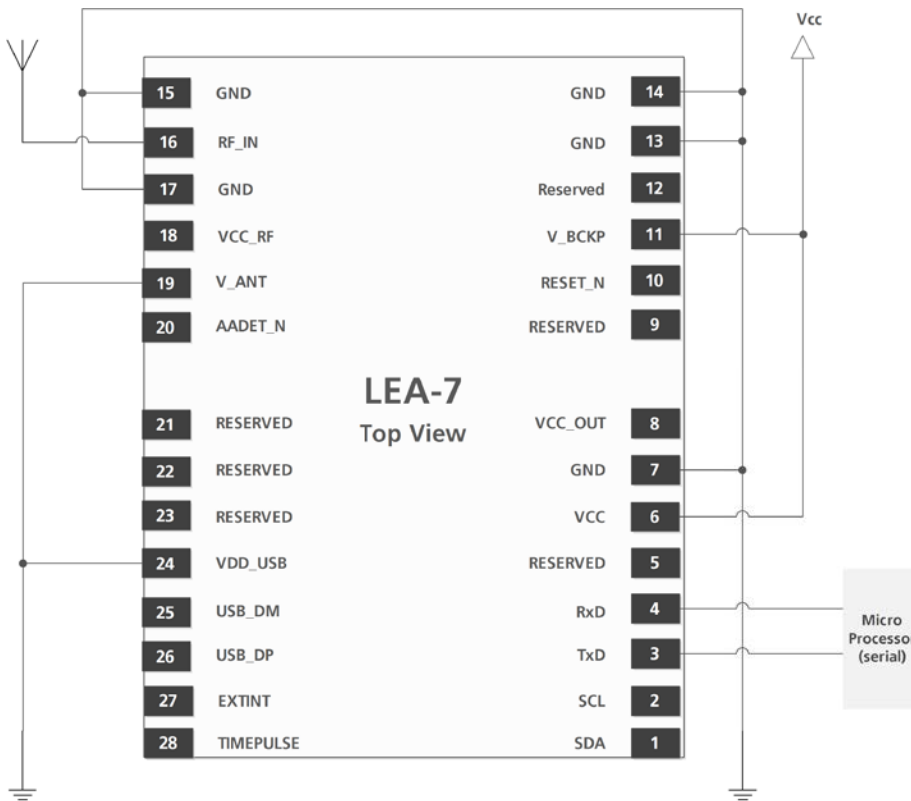 Vcc
15 GND GND 14
16 RF_IN GND 13
17 GND Reserved 12
18 VCC_RF V_BCKP 11
19 V_ANT RESET_N 10
20 AADET_N RESERVED 9
LEA-7
Top View
21 RESERVED VCC_OUT 8
22 RESERVED GND 7
23 RESERVED VCC 6
24 VDD_USB RESERVED 5
25 USB_DM RxD 4
26 USB_DP TxD 3
27 EXTINT SCL 2
28 TIMEPULSE SDA 1
Micro
Processor
(serial)